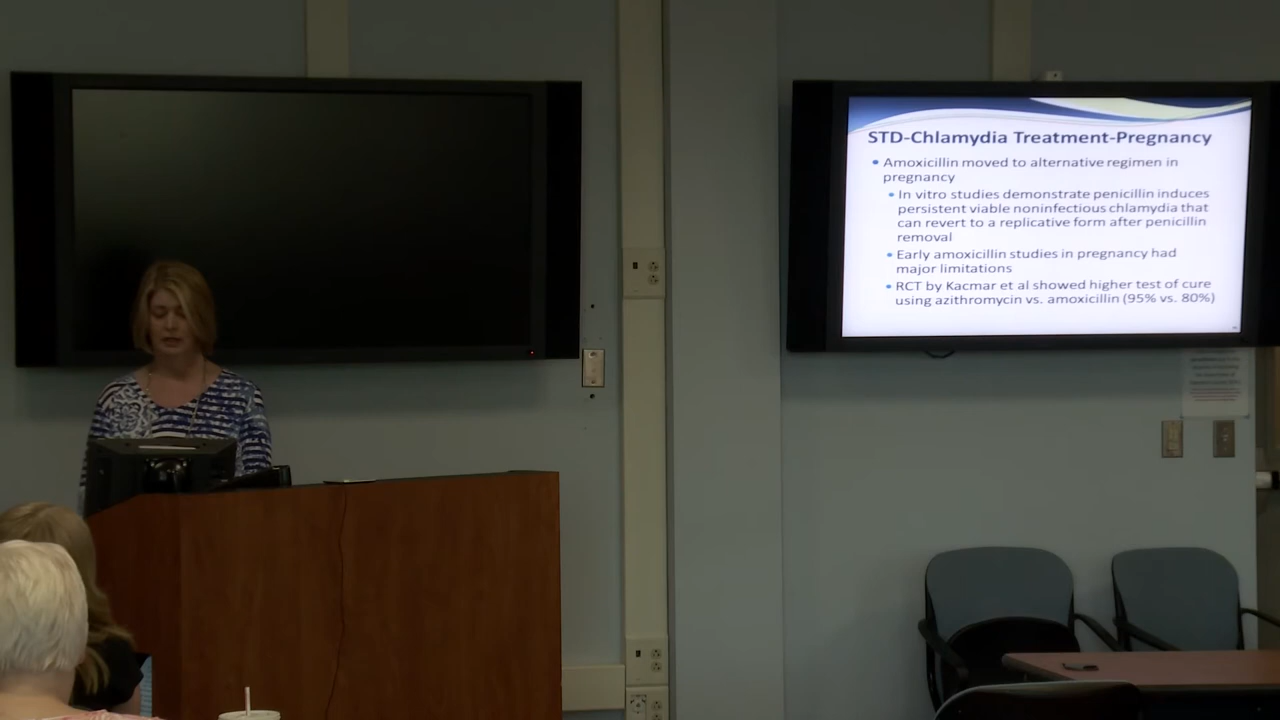 STD-Chlamydia Treatment-Pregnancy
• Amoxicillin moved to alternative regimen in
pregnancy
• In vitro studies demonstrate penicillin induces
persistent viable noninfectious chlamydia that
can revert to a replicative form after penicillin
removal
• Early amoxicillin studies in pregnancy had
major limitations
• RCT by Kacmar et al showed higher test of cure
using azithromycin vs. amoxicillin (95% vs. 80%)